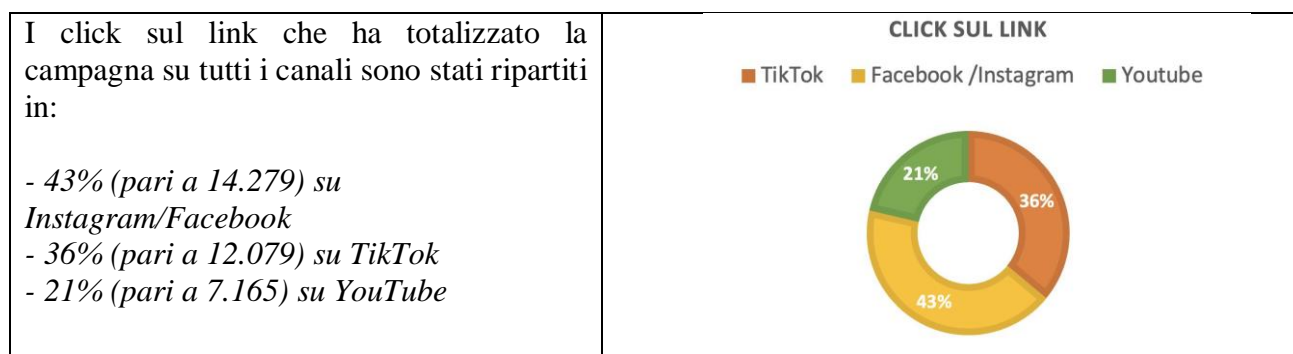 I click sul link che ha totalizzato la
campagna su tutti i canali sono stati ripartiti
in:
- 43% (pari a 14.279) su
Instagram/Facebook
- 36% (pari a 12.079) su TikTok
- 21% (pari a 7.165) su YouTube
CLICK SUL LINK
TikTok Facebook /Instagram Youtube
21%
36%
43%